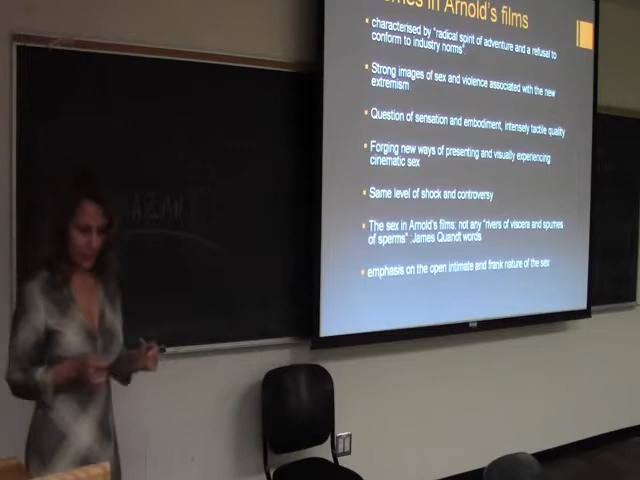 in Arnold's films
characterised by "radical spirit of adventure and a refusal to
conform to industry norms".
Strong images of sex and violence associated with the new
extremism
Question of sensation and embodiment, intensely tactile quality
Forging new ways of presenting and visually experiencing
cinematic sex
Same level of shock and controversy
The sex in Arnold's films: not any "rivers of viscera and spumes
of sperms" :James Quandt words
emphasis on the open intimate and frank nature of the sex